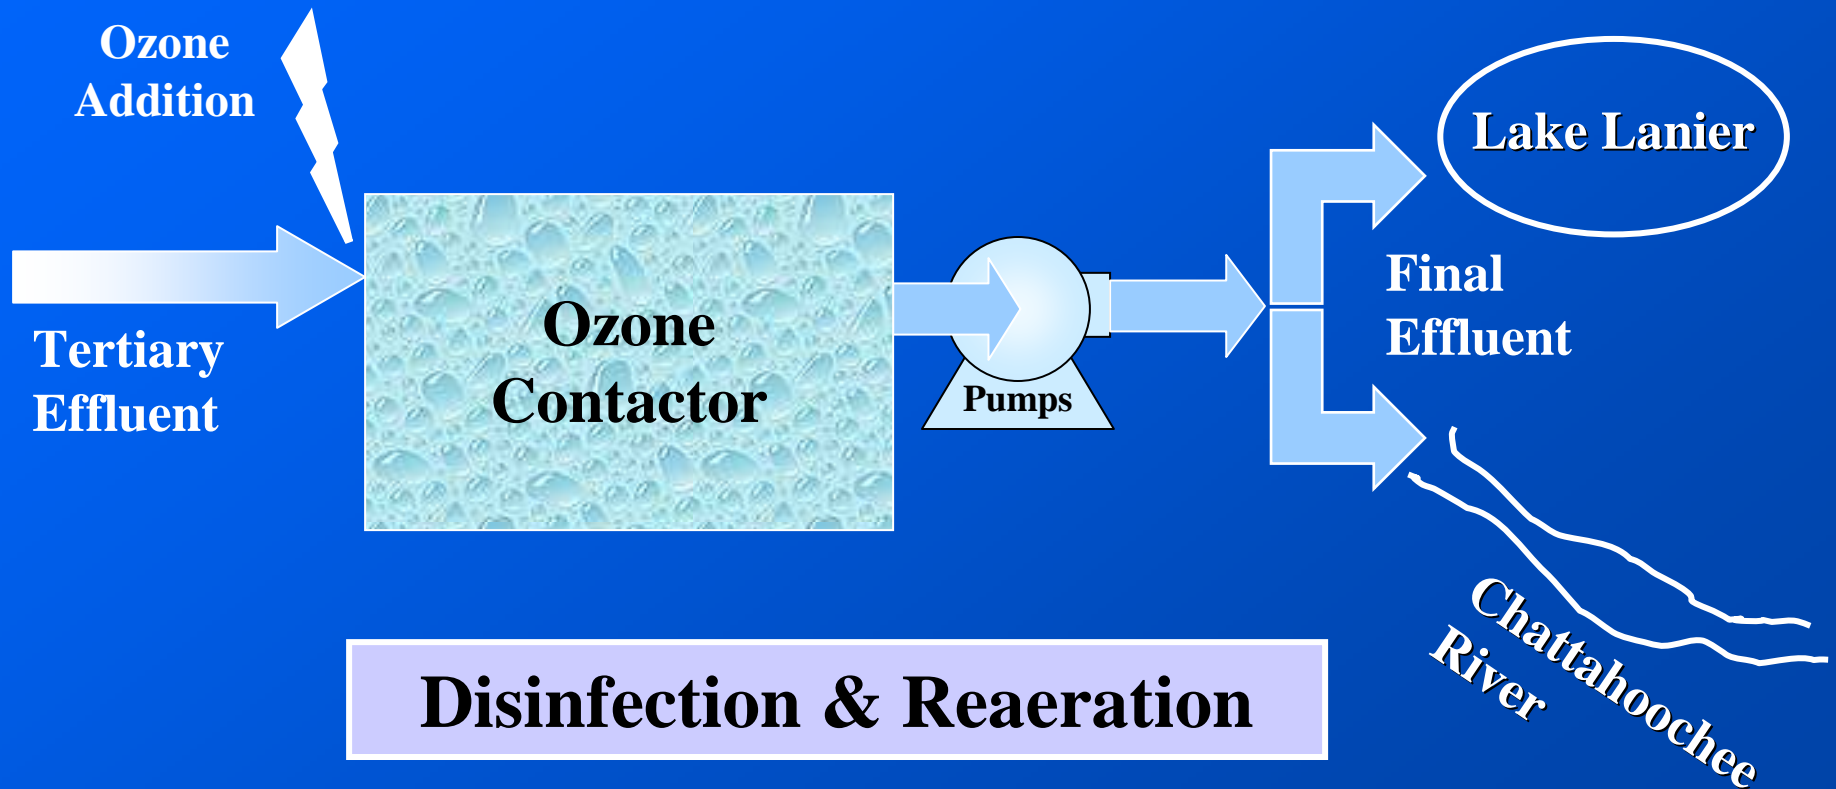 Ozone
Addition
Lake Lanier
Tertiary
Effluent
Ozone
Contactor
Pumps
Final
Effluent
Chattahoochee
River
Disinfection & Reaeration